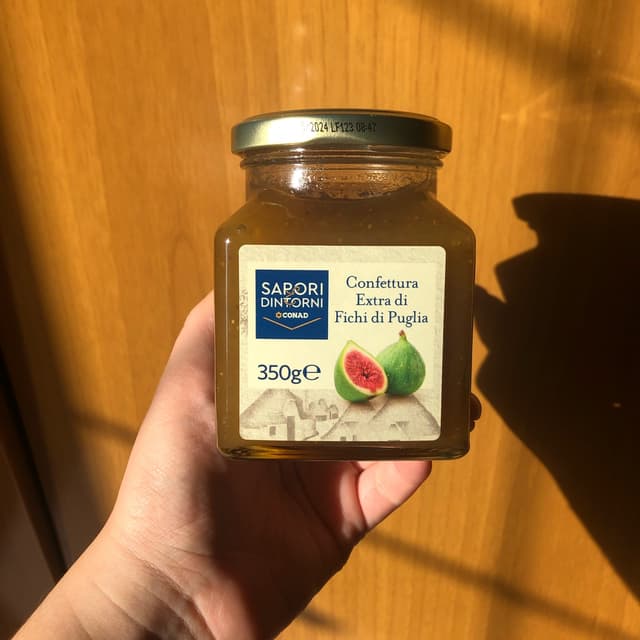 2024 LF123 08:47
SAPORI
DINTORNI
CONAD
Confettura
Extra di
Fichi di Puglia
350g℮